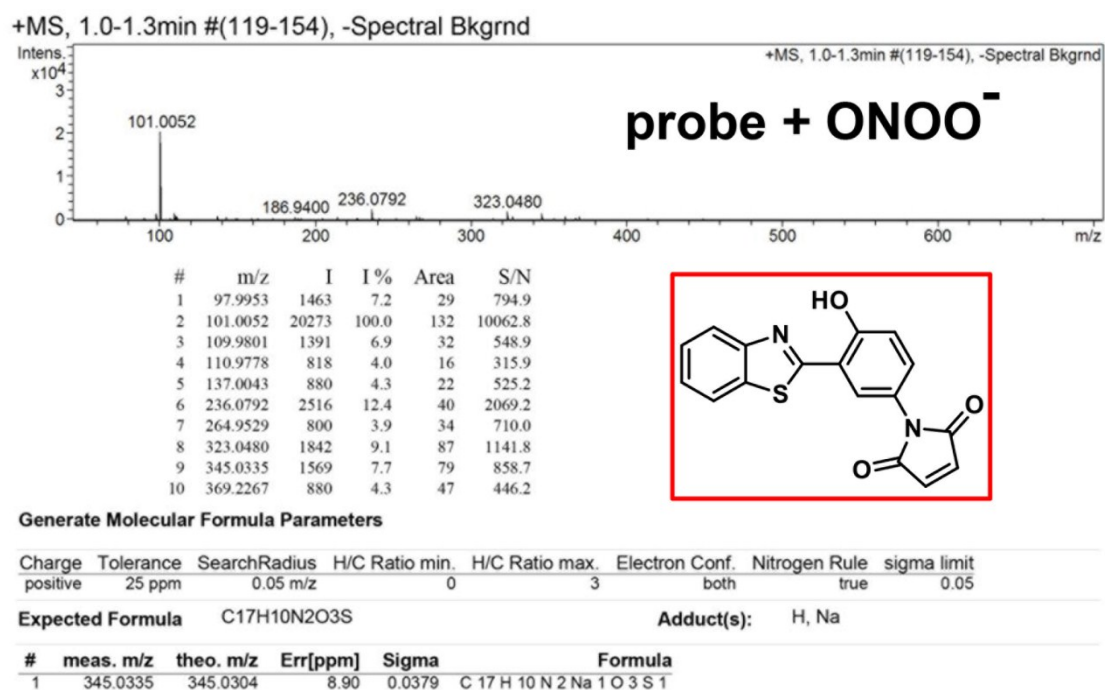 +MS, 1.0-1.3min #(119-154), -Spectral Bkgrnd
Intens.
x10⁴
+MS, 1.0-1.3min #(119-154), -Spectral Bkgrnd
3
probe + ONOO⁻
101.0052
2
1
186.9400 236.0792 323.0480
0
100 200 300 400 500 600 m/z
# m/z I I % Area S/N
1 97.9953 1463 7.2 29 794.9
2 101.0052 20273 100.0 132 10062.8
3 109.9801 1391 6.9 32 548.9
4 110.9778 818 4.0 16 315.9
5 137.0043 880 4.3 22 525.2
6 236.0792 2516 12.4 40 2069.2
7 264.9529 800 3.9 34 710.0
8 323.0480 1842 9.1 87 1141.8
9 345.0335 1569 7.7 79 858.7
10 369.2267 880 4.3 47 446.2
HO
N
S
N
O
O
Generate Molecular Formula Parameters
Charge Tolerance SearchRadius H/C Ratio min. H/C Ratio max. Electron Conf. Nitrogen Rule sigma limit
positive 25 ppm 0.05 m/z 0 3 both true 0.05
Expected Formula C17H10N2O3S Adduct(s): H, Na
# meas. m/z theo. m/z Err[ppm] Sigma Formula
1 345.0335 345.0304 8.90 0.0379 C 17 H 10 N 2 Na 1 O 3 S 1